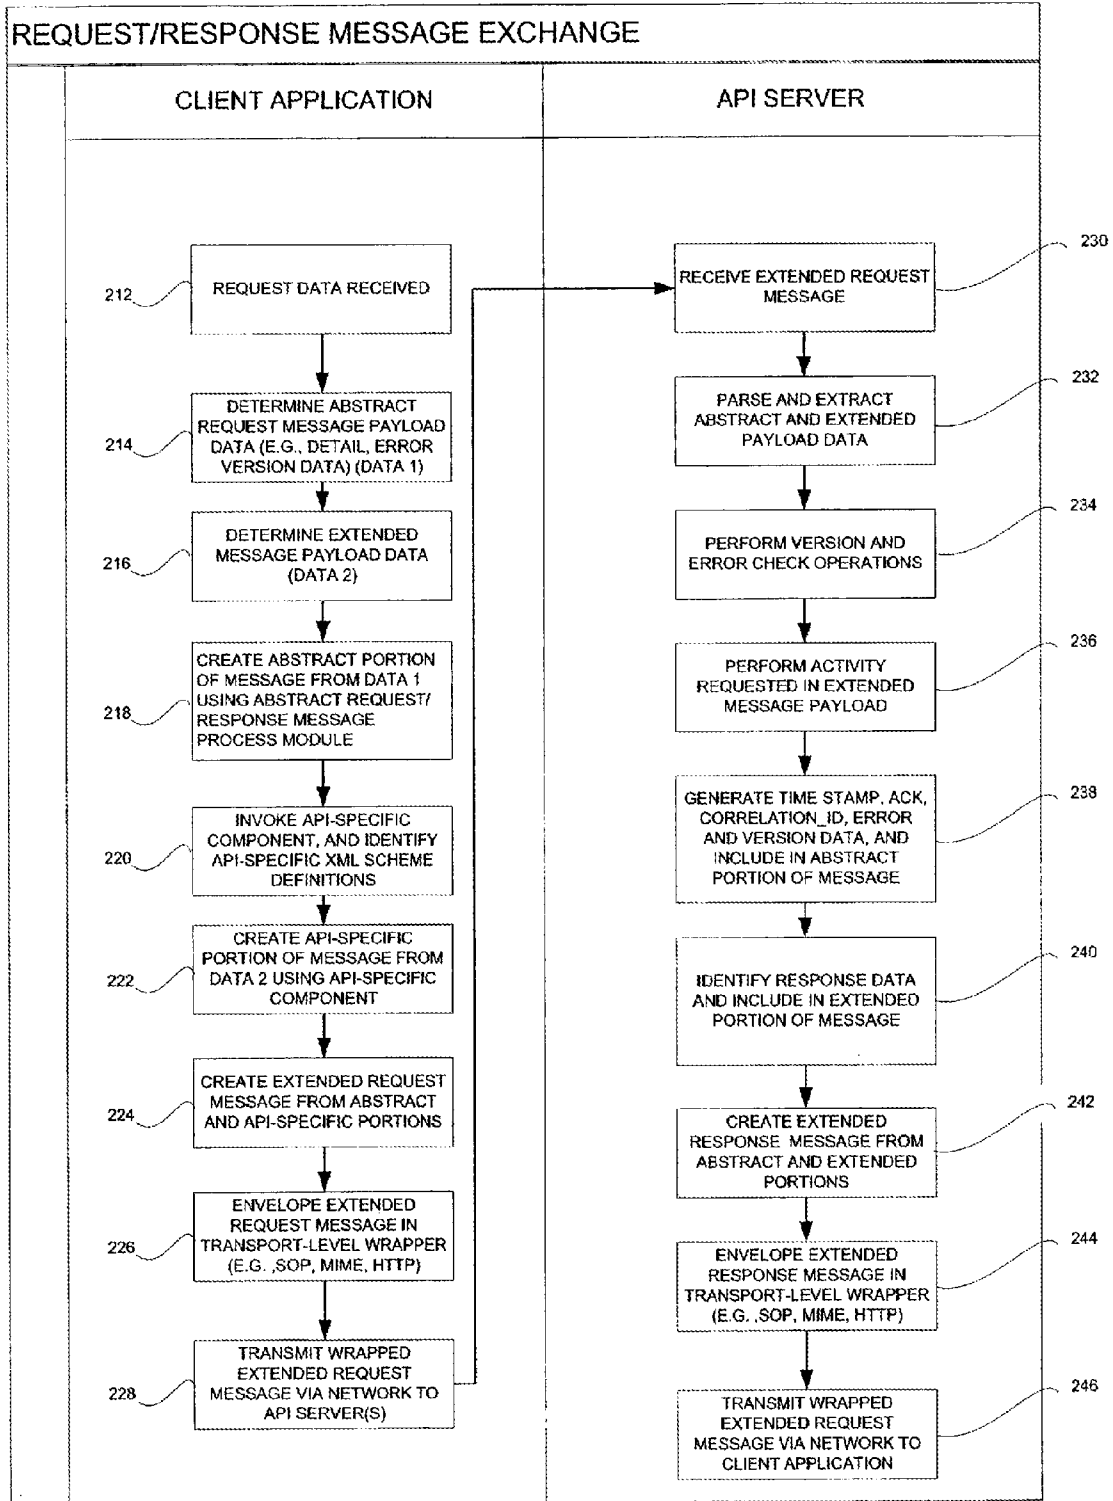 REQUEST/RESPONSE MESSAGE EXCHANGE
CLIENT APPLICATION
212
REQUEST DATA RECEIVED
214
DETERMINE ABSTRACT
REQUEST MESSAGE PAYLOAD
DATA (E.G., DETAIL, ERROR
VERSION DATA) (DATA 1)
216
DETERMINE EXTENDED
MESSAGE PAYLOAD DATA
(DATA 2)
218
CREATE ABSTRACT PORTION
OF MESSAGE FROM DATA 1
USING ABSTRACT REQUEST/
RESPONSE MESSAGE
PROCESS MODULE
220
INVOKE API-SPECIFIC
COMPONENT, AND IDENTIFY
API-SPECIFIC XML SCHEME
DEFINITIONS
222
CREATE API-SPECIFIC
PORTION OF MESSAGE FROM
DATA 2 USING API-SPECIFIC
COMPONENT
224
CREATE EXTENDED REQUEST
MESSAGE FROM ABSTRACT
AND API-SPECIFIC PORTIONS
226
ENVELOPE EXTENDED
REQUEST MESSAGE IN
TRANSPORT-LEVEL WRAPPER
(E.G. ,SOP, MIME, HTTP)
228
TRANSMIT WRAPPED
EXTENDED REQUEST
MESSAGE VIA NETWORK TO
API SERVER(S)
API SERVER
230
RECEIVE EXTENDED REQUEST
MESSAGE
232
PARSE AND EXTRACT
ABSTRACT AND EXTENDED
PAYLOAD DATA
234
PERFORM VERSION AND
ERROR CHECK OPERATIONS
236
PERFORM ACTIVITY
REQUESTED IN EXTENDED
MESSAGE PAYLOAD
238
GENERATE TIME STAMP, ACK,
CORRELATION_ID, ERROR
AND VERSION DATA, AND
INCLUDE IN ABSTRACT
PORTION OF MESSAGE
240
IDENTIFY RESPONSE DATA
AND INCLUDE IN EXTENDED
PORTION OF MESSAGE
242
CREATE EXTENDED
RESPONSE MESSAGE FROM
ABSTRACT AND EXTENDED
PORTIONS
244
ENVELOPE EXTENDED
RESPONSE MESSAGE IN
TRANSPORT-LEVEL WRAPPER
(E.G. ,SOP, MIME, HTTP)
246
TRANSMIT WRAPPED
EXTENDED REQUEST
MESSAGE VIA NETWORK TO
CLIENT APPLICATION